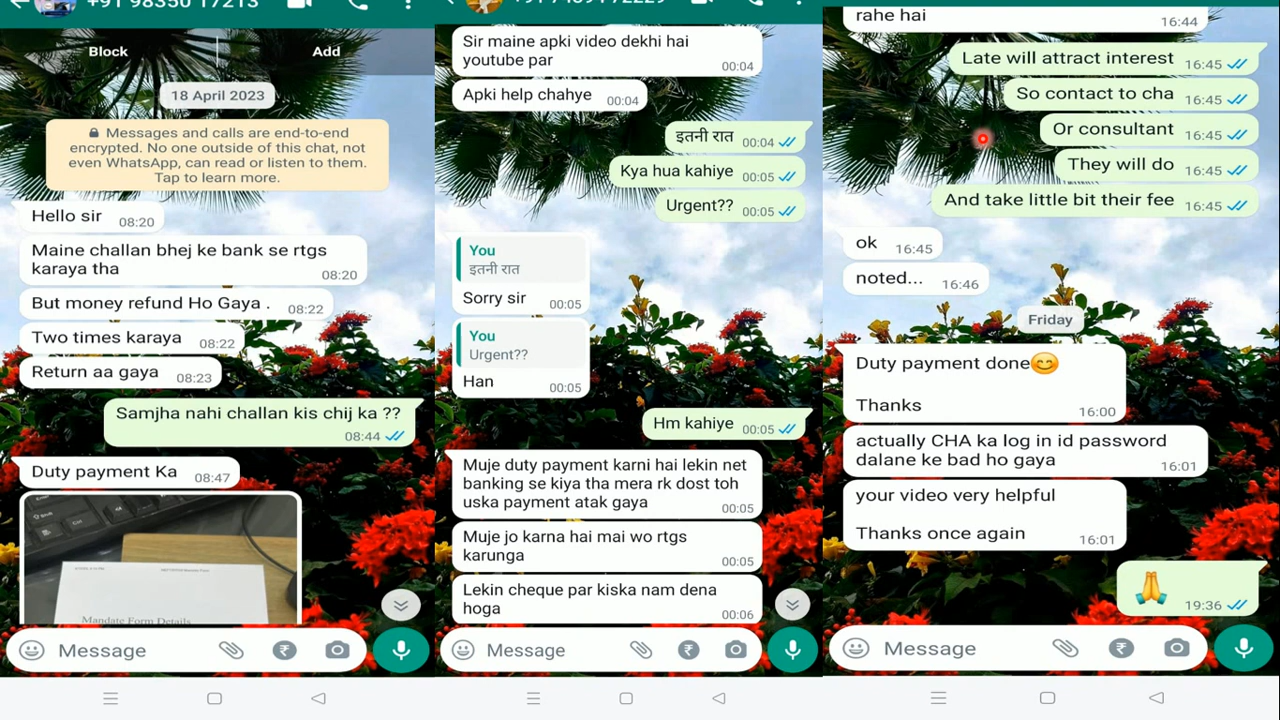 +91 98350 17213
Block
Add
18 April 2023
Messages and calls are end-to-end
encrypted. No one outside of this chat, not
even WhatsApp, can read or listen to them.
Tap to learn more.
Hello sir 08:20
Maine challan bhej ke bank se rtgs
karaya tha 08:20
But money refund Ho Gaya . 08:22
Two times karaya 08:22
Return aa gaya 08:23
Samjha nahi challan kis chij ka ??
08:44
Duty payment Ka 08:47
Mandate Form Details
Message
Sir maine apki video dekhi hai
youtube par 00:04
Apki help chahye 00:04
इतनी रात 00:04
Kya hua kahiye 00:05
Urgent?? 00:05
You
इतनी रात
Sorry sir 00:05
You
Urgent??
Han 00:05
Hm kahiye 00:05
Muje duty payment karni hai lekin net
banking se kiya tha mera rk dost toh
uska payment atak gaya 00:05
Muje jo karna hai mai wo rtgs
karunga 00:05
Lekin cheque par kiska nam dena
hoga 00:06
Message
rahe hai 16:44
Late will attract interest 16:45
So contact to cha 16:45
Or consultant 16:45
They will do 16:45
And take little bit their fee 16:45
ok 16:45
noted... 16:46
Friday
Duty payment done😊
Thanks 16:00
actually CHA ka log in id password
dalane ke bad ho gaya 16:01
your video very helpful
Thanks once again 16:01
🙏 19:36
Message